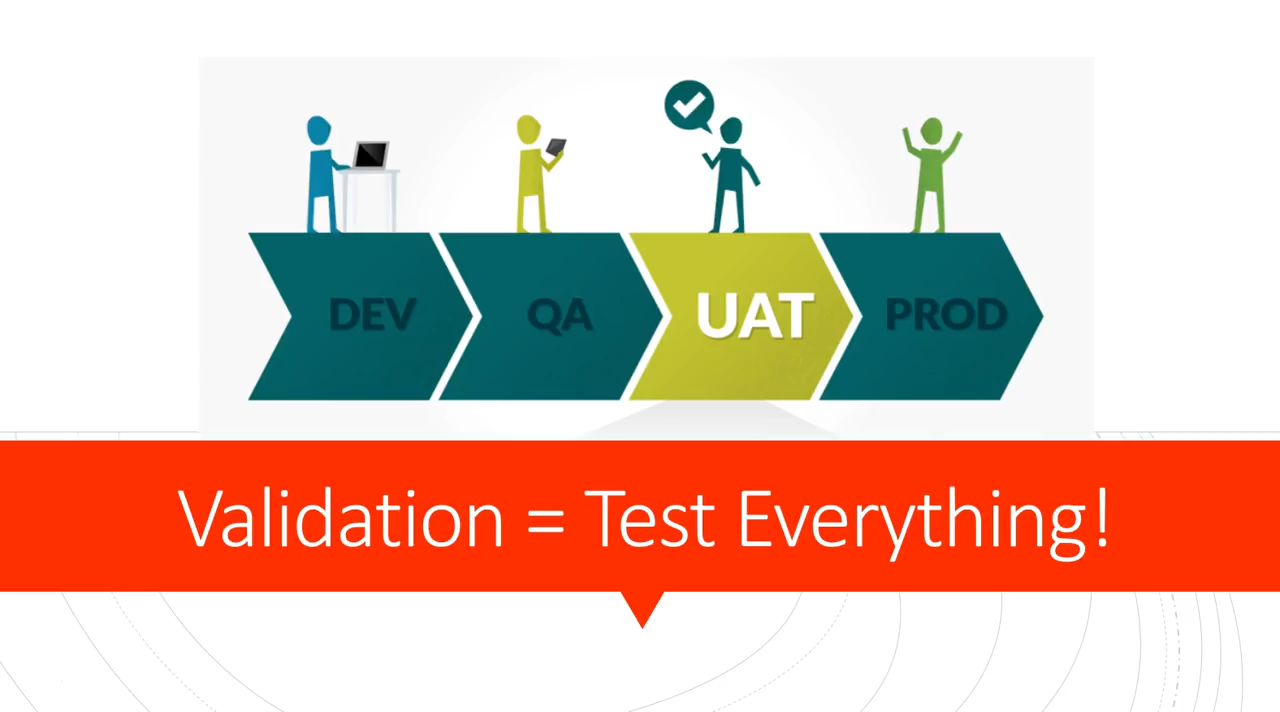 DEV QA UAT PROD
Validation = Test Everything!